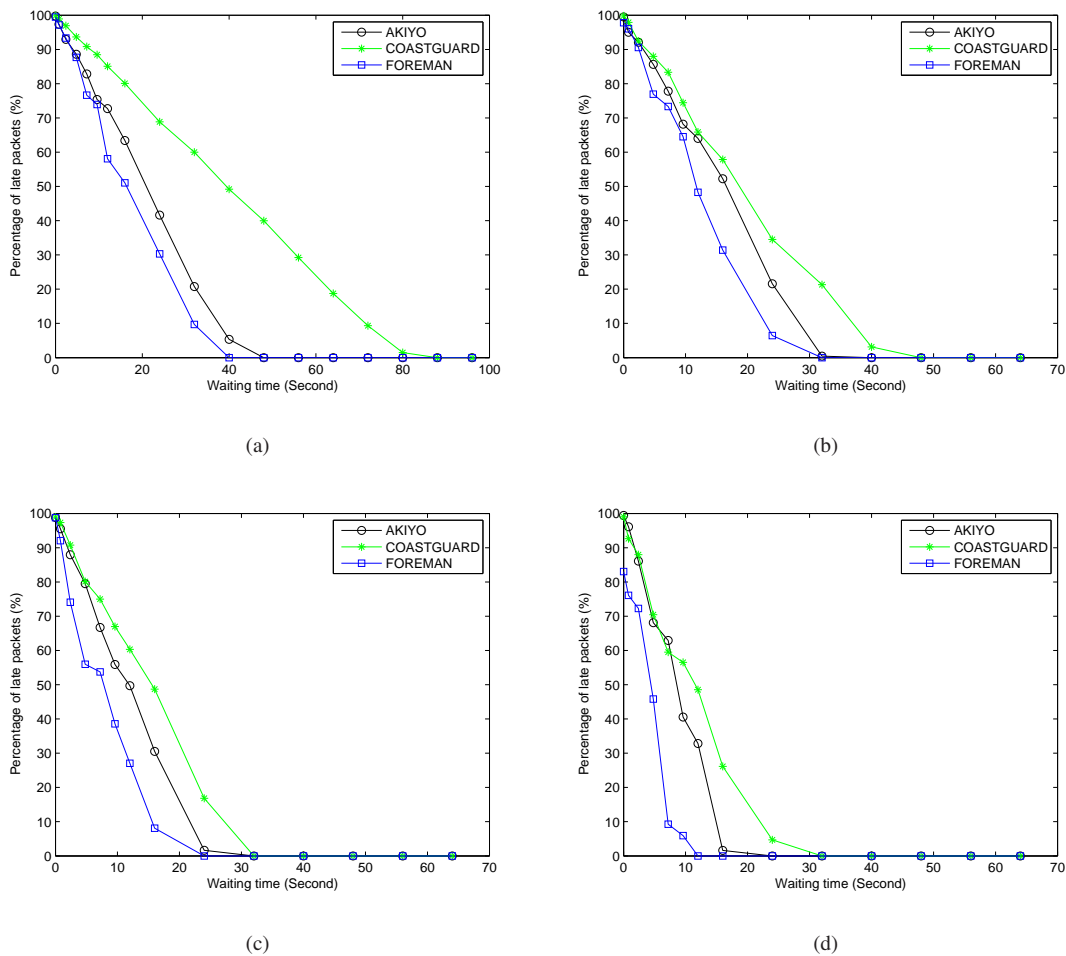 100
90
80
70
60
50
40
30
20
10
0
0 20 40 60 80 100
Percentage of late packets (%)
Waiting time (Second)
AKIYO
COASTGUARD
FOREMAN
(a)
100
90
80
70
60
50
40
30
20
10
0
0 10 20 30 40 50 60 70
Percentage of late packets (%)
Waiting time (Second)
AKIYO
COASTGUARD
FOREMAN
(b)
100
90
80
70
60
50
40
30
20
10
0
0 10 20 30 40 50 60 70
Percentage of late packets (%)
Waiting time (Second)
AKIYO
COASTGUARD
FOREMAN
(c)
100
90
80
70
60
50
40
30
20
10
0
0 10 20 30 40 50 60 70
Percentage of late packets (%)
Waiting time (Second)
AKIYO
COASTGUARD
FOREMAN
(d)